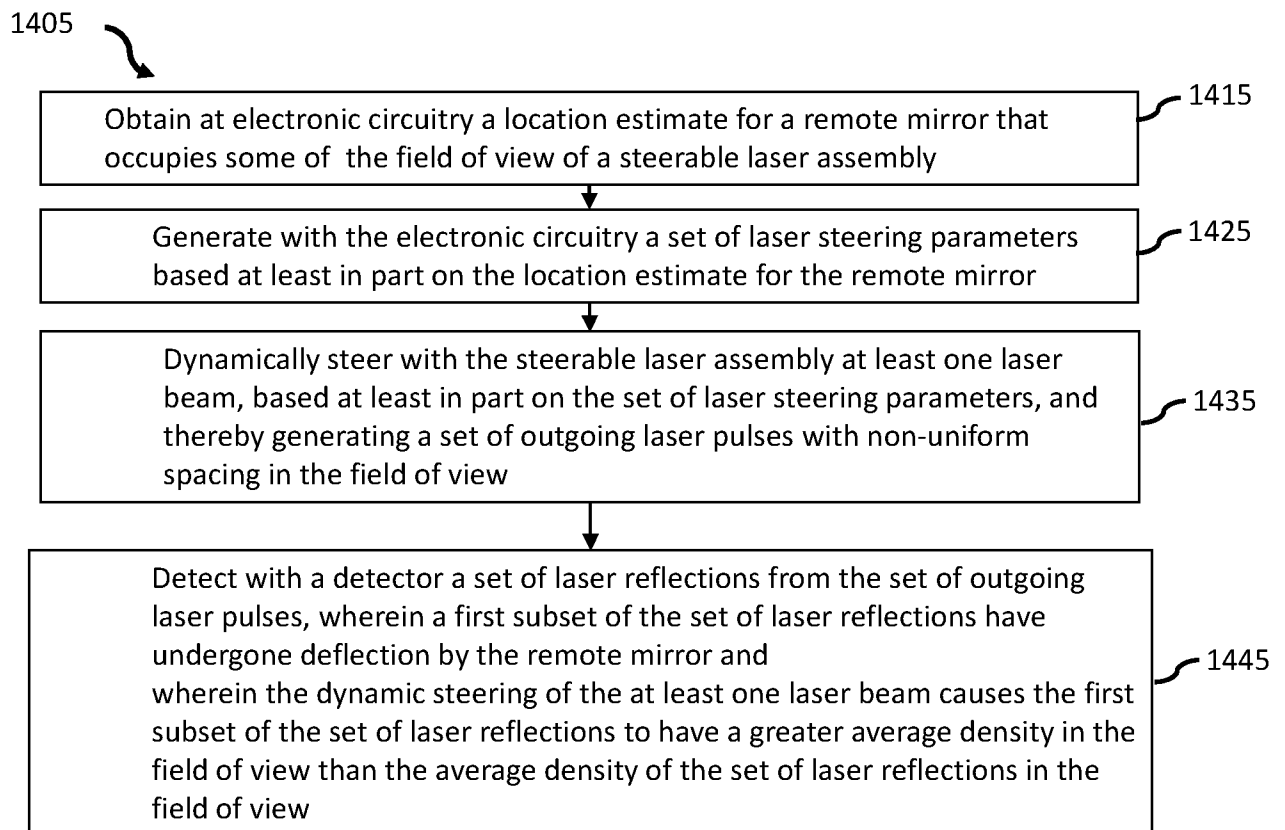 1405
1415
Obtain at electronic circuitry a location estimate for a remote mirror that
occupies some of the field of view of a steerable laser assembly
1425
Generate with the electronic circuitry a set of laser steering parameters
based at least in part on the location estimate for the remote mirror
Dynamically steer with the steerable laser assembly at least one laser
beam, based at least in part on the set of laser steering parameters, and
1435
thereby generating a set of outgoing laser pulses with non-uniform
spacing in the field of view
Detect with a detector a set of laser reflections from the set of outgoing
laser pulses, wherein a first subset of the set of laser reflections have
undergone deflection by the remote mirror and
1445
wherein the dynamic steering of the at least one laser beam causes the first
subset of the set of laser reflections to have a greater average density in the
field of view than the average density of the set of laser reflections in the
field of view